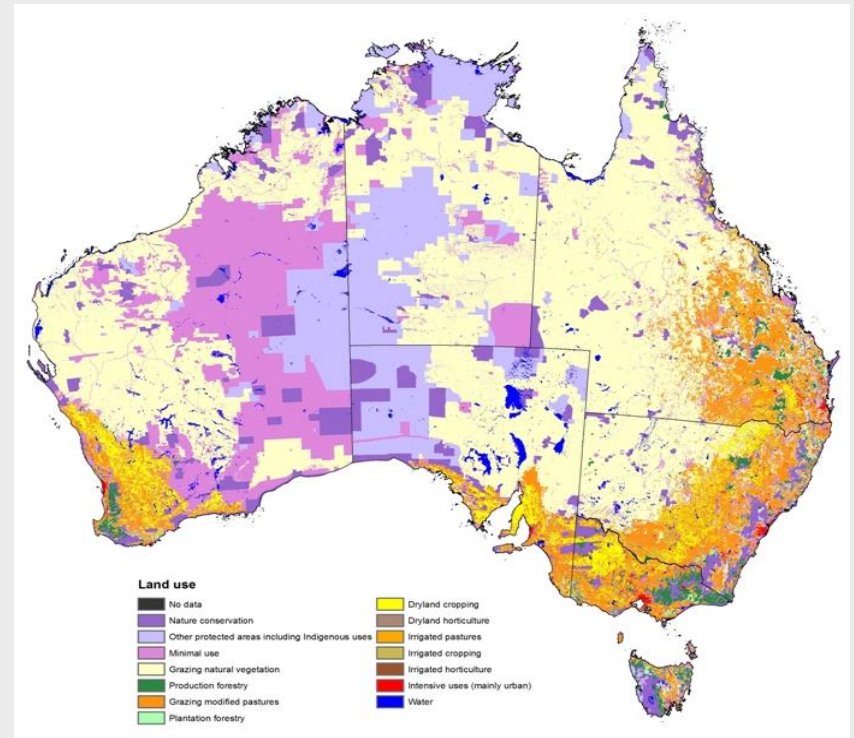 Land use
No data
Nature conservation
Other protected areas including Indigenous uses
Minimal use
Grazing natural vegetation
Production forestry
Grazing modified pastures
Plantation forestry
Dryland cropping
Dryland horticulture
Irrigated pastures
Irrigated cropping
Irrigated horticulture
Intensive uses (mainly urban)
Water